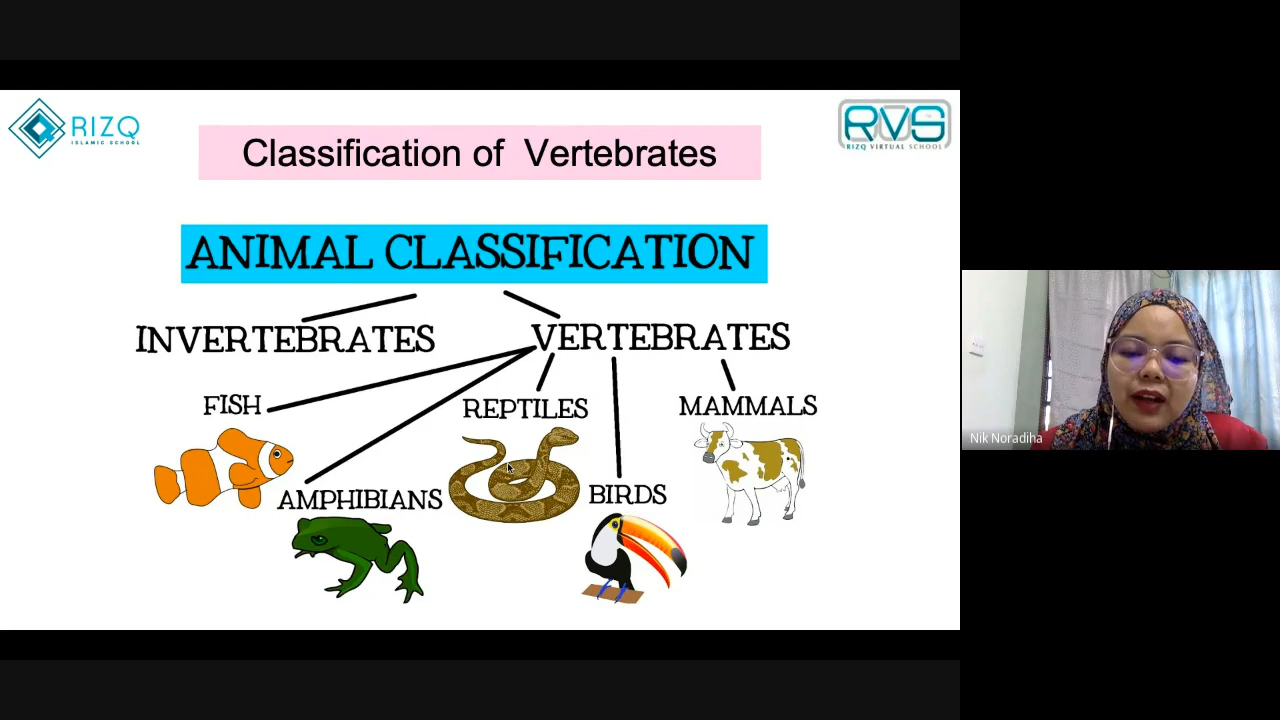 RIZQ
ISLAMIC SCHOOL
RVS
RIZQ VIRTUAL SCHOOL
Classification of Vertebrates
ANIMAL CLASSIFICATION
INVERTEBRATES
VERTEBRATES
FISH
REPTILES
MAMMALS
AMPHIBIANS
BIRDS
Nik Noradiha